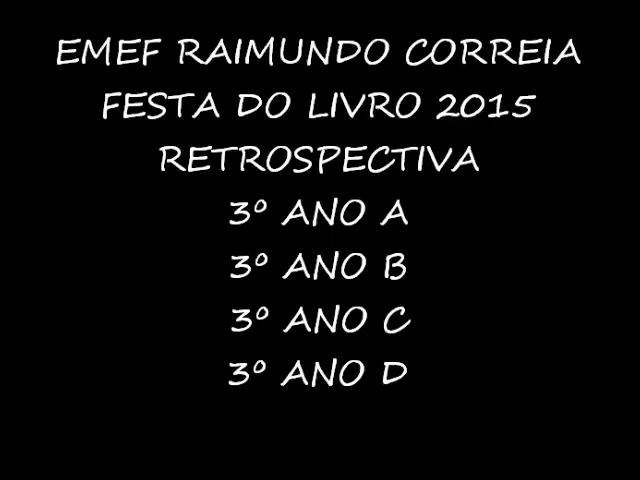 EMEF RAIMUNDO CORREIA
FESTA DO LIVRO 2015
RETROSPECTIVA
3º ANO A
3º ANO B
3º ANO C
3º ANO D